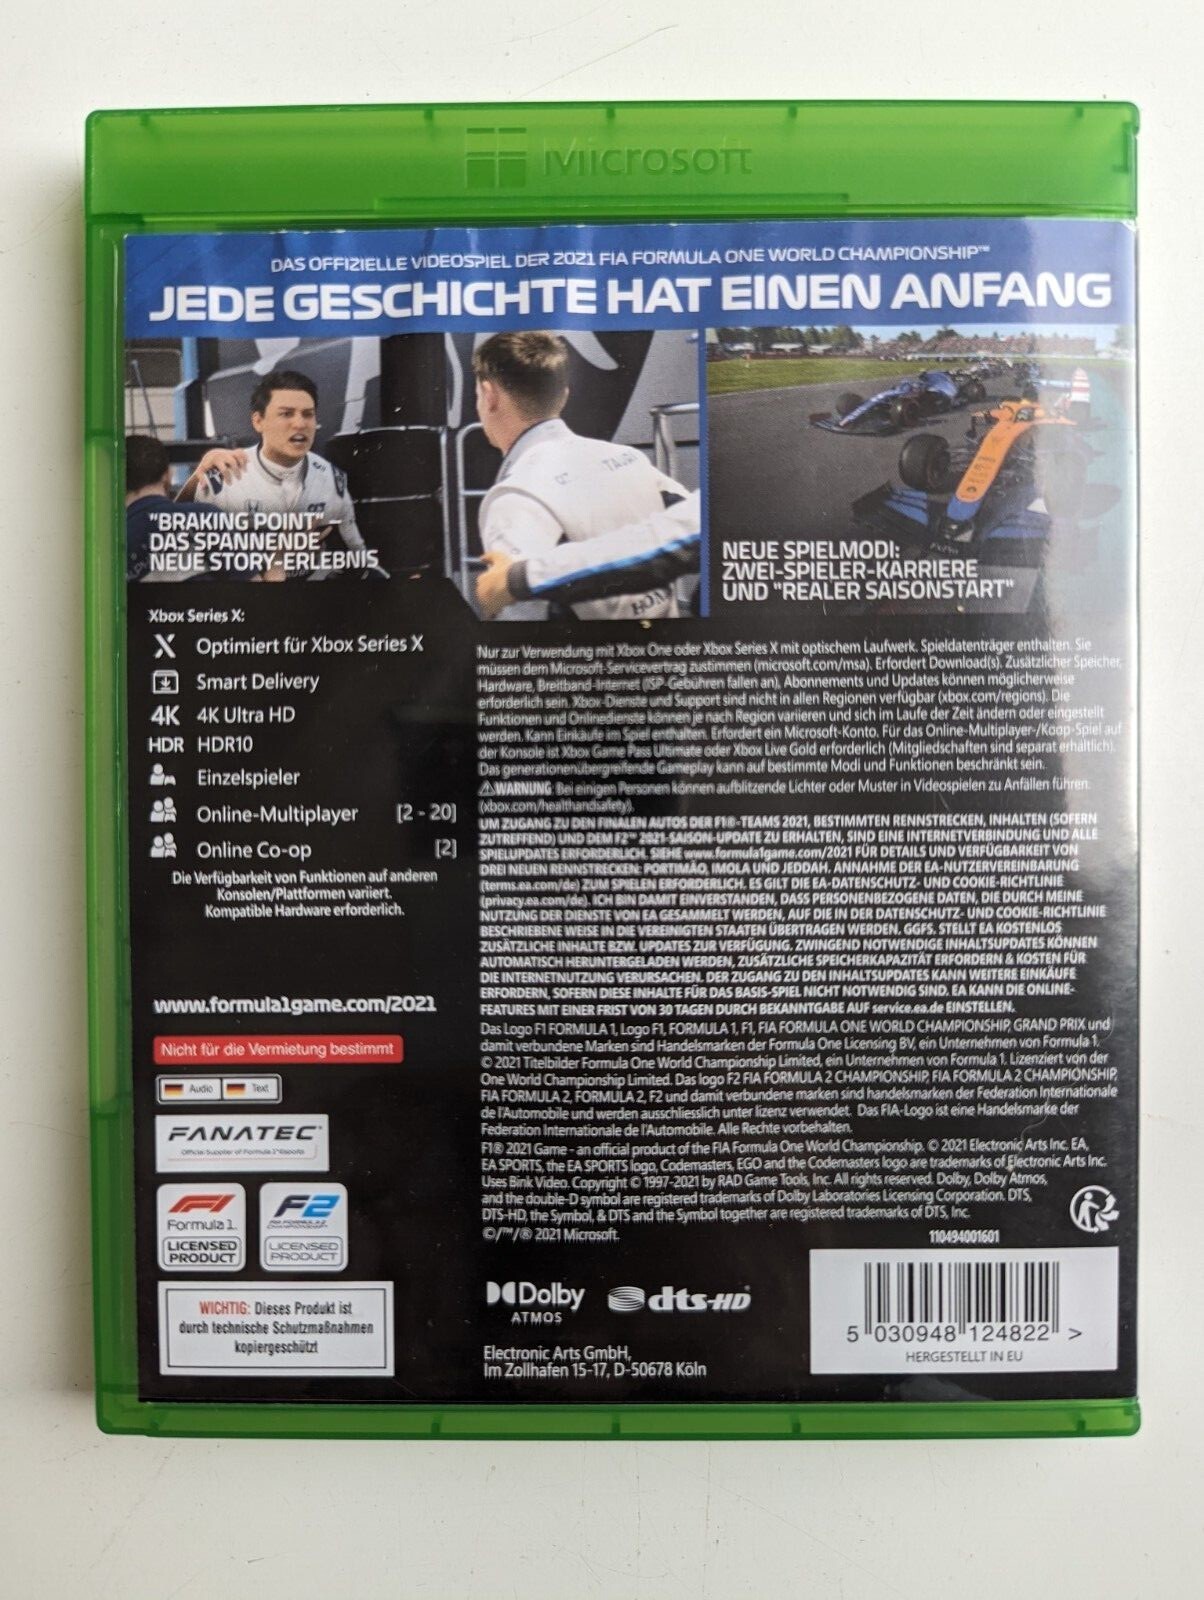 Microsoft
DAS OFFIZIELLE VIDEOSPIEL DER 2021 FIA FORMULA ONE WORLD CHAMPIONSHIP™
JEDE GESCHICHTE HAT EINEN ANFANG
"BRAKING POINT" –
DAS SPANNENDE
NEUE STORY-ERLEBNIS
NEUE SPIELMODI:
ZWEI-SPIELER-KARRIERE
UND "REALER SAISONSTART"
Xbox Series X:
Optimiert für Xbox Series X
Smart Delivery
4K 4K Ultra HD
HDR HDR10
Einzelspieler
Online-Multiplayer [2 - 20]
Online Co-op [2]
Die Verfügbarkeit von Funktionen auf anderen
Konsolen/Plattformen variiert.
Kompatible Hardware erforderlich.
www.formula1game.com/2021
Nicht für die Vermietung bestimmt
Audio Text
FANATEC
Official Supplier of Formula 1® Esports
F1 Formula 1.
LICENSED
PRODUCT
F2
FIA FORMULA 2
CHAMPIONSHIP
LICENSED
PRODUCT
WICHTIG: Dieses Produkt ist
durch technische Schutzmaßnahmen
kopiergeschützt
Nur zur Verwendung mit Xbox One oder Xbox Series X mit optischem Laufwerk. Spieldatenträger enthalten. Sie
müssen dem Microsoft-Servicevertrag zustimmen (microsoft.com/msa). Erfordert Download(s). Zusätzlicher Speicher,
Hardware, Breitband-Internet (ISP-Gebühren fallen an), Abonnements und Updates können möglicherweise
erforderlich sein. Xbox-Dienste und Support sind nicht in allen Regionen verfügbar (xbox.com/regions). Die
Funktionen und Onlinedienste können je nach Region variieren und sich im Laufe der Zeit ändern oder eingestellt
werden. Kann Einkäufe im Spiel enthalten. Erfordert ein Microsoft-Konto. Für das Online-Multiplayer-/Koop-Spiel auf
der Konsole ist Xbox Game Pass Ultimate oder Xbox Live Gold erforderlich (Mitgliedschaften sind separat erhältlich).
Das generationenübergreifende Gameplay kann auf bestimmte Modi und Funktionen beschränkt sein.
⚠WARNUNG Bei einigen Personen können aufblitzende Lichter oder Muster in Videospielen zu Anfällen führen.
(xbox.com/healthandsafety).
UM ZUGANG ZU DEN FINALEN AUTOS DER F1®-TEAMS 2021, BESTIMMTEN RENNSTRECKEN, INHALTEN (SOFERN
ZUTREFFEND) UND DEM F2™ 2021-SAISON-UPDATE ZU ERHALTEN, SIND EINE INTERNETVERBINDUNG UND ALLE
SPIELUPDATES ERFORDERLICH. SIEHE www.formula1game.com/2021 FÜR DETAILS UND VERFÜGBARKEIT VON
DREI NEUEN RENNSTRECKEN: PORTIMÃO, IMOLA UND JEDDAH. ANNAHME DER EA-NUTZERVEREINBARUNG
(terms.ea.com/de) ZUM SPIELEN ERFORDERLICH. ES GILT DIE EA-DATENSCHUTZ- UND COOKIE-RICHTLINIE
(privacy.ea.com/de). ICH BIN DAMIT EINVERSTANDEN, DASS PERSONENBEZOGENE DATEN, DIE DURCH MEINE
NUTZUNG DER DIENSTE VON EA GESAMMELT WERDEN, AUF DIE IN DER DATENSCHUTZ- UND COOKIE-RICHTLINIE
BESCHRIEBENE WEISE IN DIE VEREINIGTEN STAATEN ÜBERTRAGEN WERDEN. GGFS. STELLT EA KOSTENLOS
ZUSÄTZLICHE INHALTE BZW. UPDATES ZUR VERFÜGUNG. ZWINGEND NOTWENDIGE INHALTSUPDATES KÖNNEN
AUTOMATISCH HERUNTERGELADEN WERDEN, ZUSÄTZLICHE SPEICHERKAPAZITÄT ERFORDERN & KOSTEN FÜR
DIE INTERNETNUTZUNG VERURSACHEN. DER ZUGANG ZU DEN INHALTSUPDATES KANN WEITERE EINKÄUFE
ERFORDERN, SOFERN DIESE INHALTE FÜR DAS BASIS-SPIEL NICHT NOTWENDIG SIND. EA KANN DIE ONLINE-
FEATURES MIT EINER FRIST VON 30 TAGEN DURCH BEKANNTGABE AUF service.ea.de EINSTELLEN.
Das Logo F1 FORMULA 1, Logo F1, FORMULA 1, F1, FIA FORMULA ONE WORLD CHAMPIONSHIP, GRAND PRIX und
damit verbundene Marken sind Handelsmarken der Formula One Licensing BV, ein Unternehmen von Formula 1.
© 2021 Titelbilder Formula One World Championship Limited, ein Unternehmen von Formula 1. Lizenziert von der
One World Championship Limited. Das logo F2 FIA FORMULA 2 CHAMPIONSHIP, FIA FORMULA 2 CHAMPIONSHIP,
FIA FORMULA 2, FORMULA 2, F2 und damit verbundene marken sind handelsmarken der Federation Internationale
de l'Automobile und werden ausschliesslich unter lizenz verwendet. Das FIA-Logo ist eine Handelsmarke der
Federation Internationale de l'Automobile. Alle Rechte vorbehalten.
F1® 2021 Game - an official product of the FIA Formula One World Championship. © 2021 Electronic Arts Inc. EA,
EA SPORTS, the EA SPORTS logo, Codemasters, EGO and the Codemasters logo are trademarks of Electronic Arts Inc.
Uses Bink Video. Copyright © 1997-2021 by RAD Game Tools, Inc. All rights reserved. Dolby, Dolby Atmos,
and the double-D symbol are registered trademarks of Dolby Laboratories Licensing Corporation. DTS,
DTS-HD, the Symbol, & DTS and the Symbol together are registered trademarks of DTS, Inc.
©/™/® 2021 Microsoft.
110494001601
Dolby
ATMOS
dts-HD
Electronic Arts GmbH,
Im Zollhafen 15-17, D-50678 Köln
5 030948 124822 >
HERGESTELLT IN EU